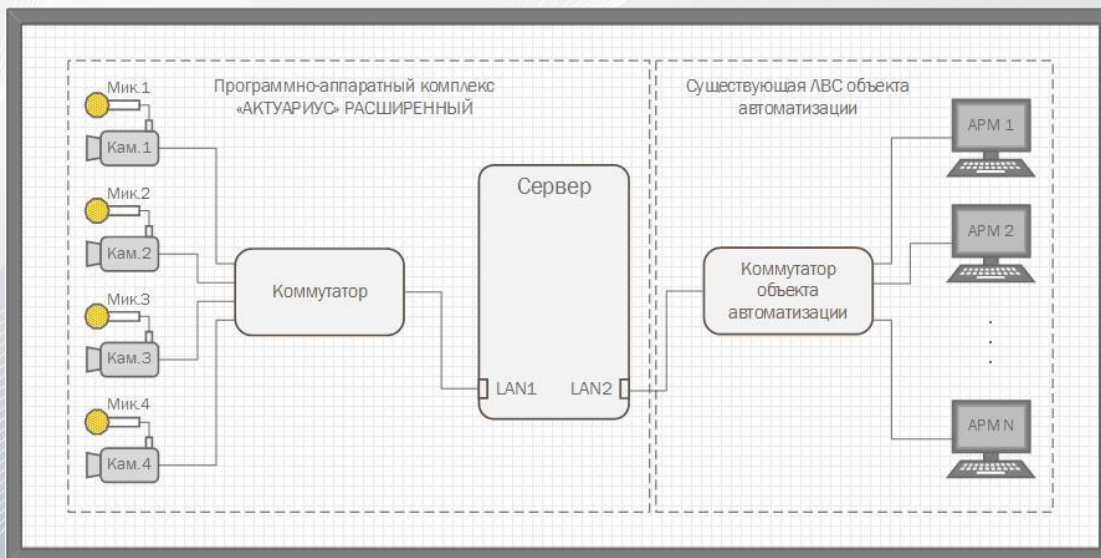 Программно-аппаратный комплекс
«АКТУАРИУС» РАСШИРЕННЫЙ
Существующая ЛВС объекта
автоматизации
Мик.1
Кам.1
Мик.2
Кам.2
Мик.3
Кам.3
Мик.4
Кам.4
Коммутатор
Сервер
LAN1
LAN2
Коммутатор
объекта
автоматизации
АРМ 1
АРМ 2
АРМ N